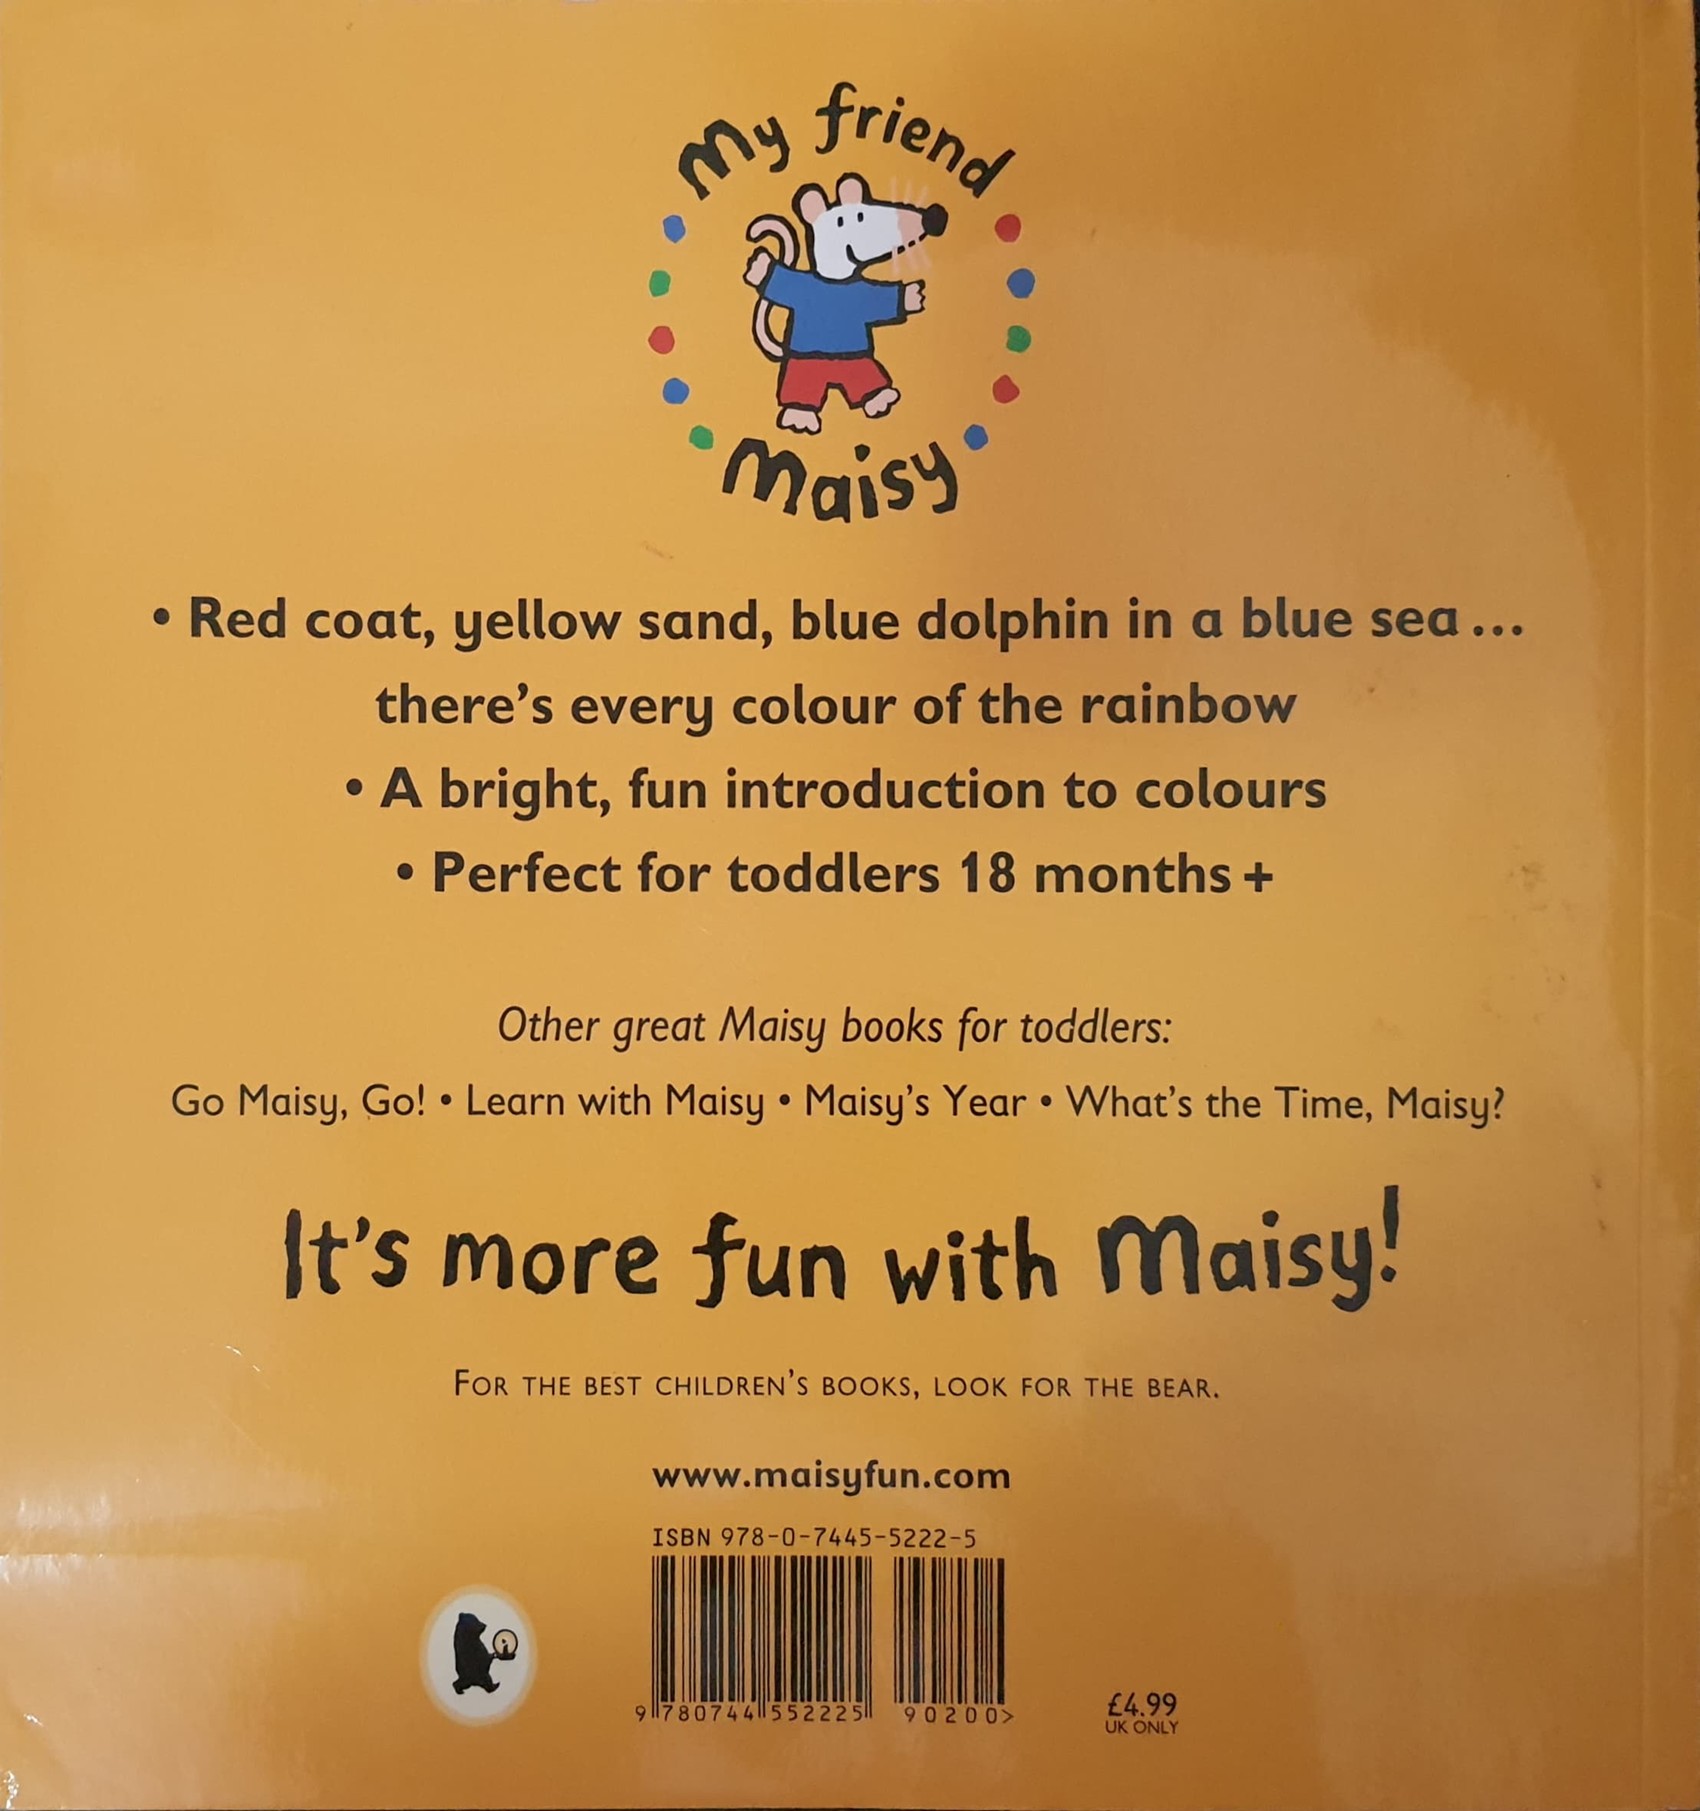 My friend
Maisy
• Red coat, yellow sand, blue dolphin in a blue sea...
there's every colour of the rainbow
• A bright, fun introduction to colours
• Perfect for toddlers 18 months +
Other great Maisy books for toddlers:
Go Maisy, Go! • Learn with Maisy • Maisy's Year • What's the Time, Maisy?
It's more fun with Maisy!
FOR THE BEST CHILDREN'S BOOKS, LOOK FOR THE BEAR.
www.maisyfun.com
ISBN 978-0-7445-5222-5
9 780744 552225 90200>
£4.99
UK ONLY